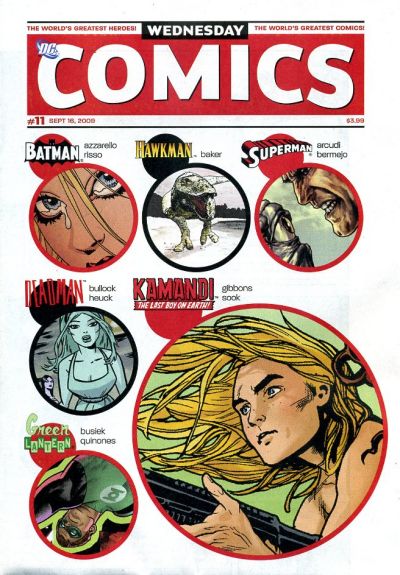 THE WORLD'S GREATEST HEROES!
WEDNESDAY
THE WORLD'S GREATEST COMICS!
DC
COMICS
#11 SEPT 16, 2009
$3.99
BATMAN
azzarello
risso
HAWKMAN
baker
SUPERMAN
arcudi
bermejo
DEADMAN
bullock
heuck
KAMANDI
THE LAST BOY ON EARTH!
gibbons
sook
Green
LANTERN
busiek
quinones